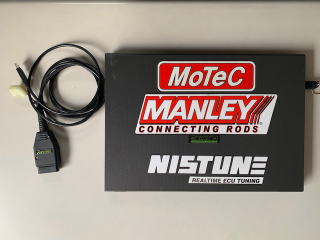 MoTeC
MANLEY
CONNECTING RODS
NISTUNE
REALTIME ECU TUNING